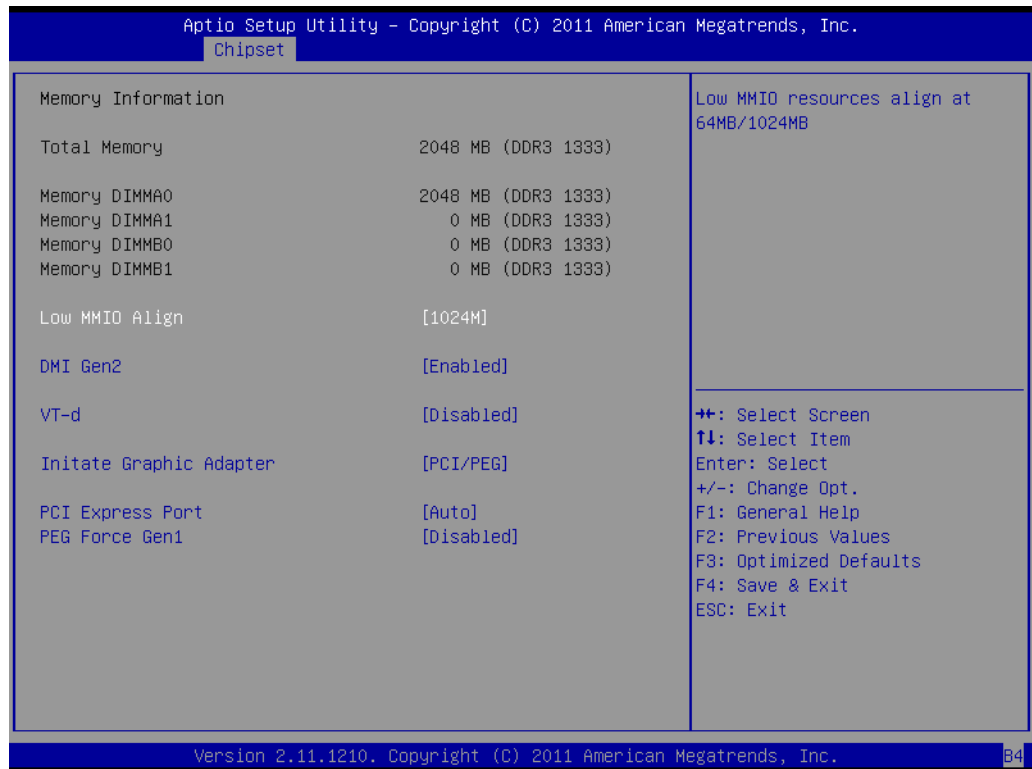 Aptio Setup Utility – Copyright (C) 2011 American Megatrends, Inc.
Chipset
Memory Information
Total Memory 2048 MB (DDR3 1333)
Memory DIMMA0 2048 MB (DDR3 1333)
Memory DIMMA1 0 MB (DDR3 1333)
Memory DIMMB0 0 MB (DDR3 1333)
Memory DIMMB1 0 MB (DDR3 1333)
Low MMIO Align [1024M]
DMI Gen2 [Enabled]
VT-d [Disabled]
Initate Graphic Adapter [PCI/PEG]
PCI Express Port [Auto]
PEG Force Gen1 [Disabled]
Low MMIO resources align at
64MB/1024MB
→←: Select Screen
↑↓: Select Item
Enter: Select
+/-: Change Opt.
F1: General Help
F2: Previous Values
F3: Optimized Defaults
F4: Save & Exit
ESC: Exit
Version 2.11.1210. Copyright (C) 2011 American Megatrends, Inc.
B4